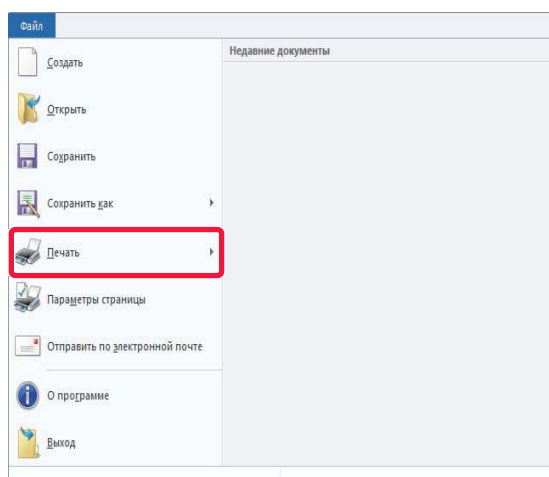 Файл
Недавние документы
Создать
Открыть
Сохранить
Сохранить как
Печать
Параметры страницы
Отправить по электронной почте
О программе
Выход